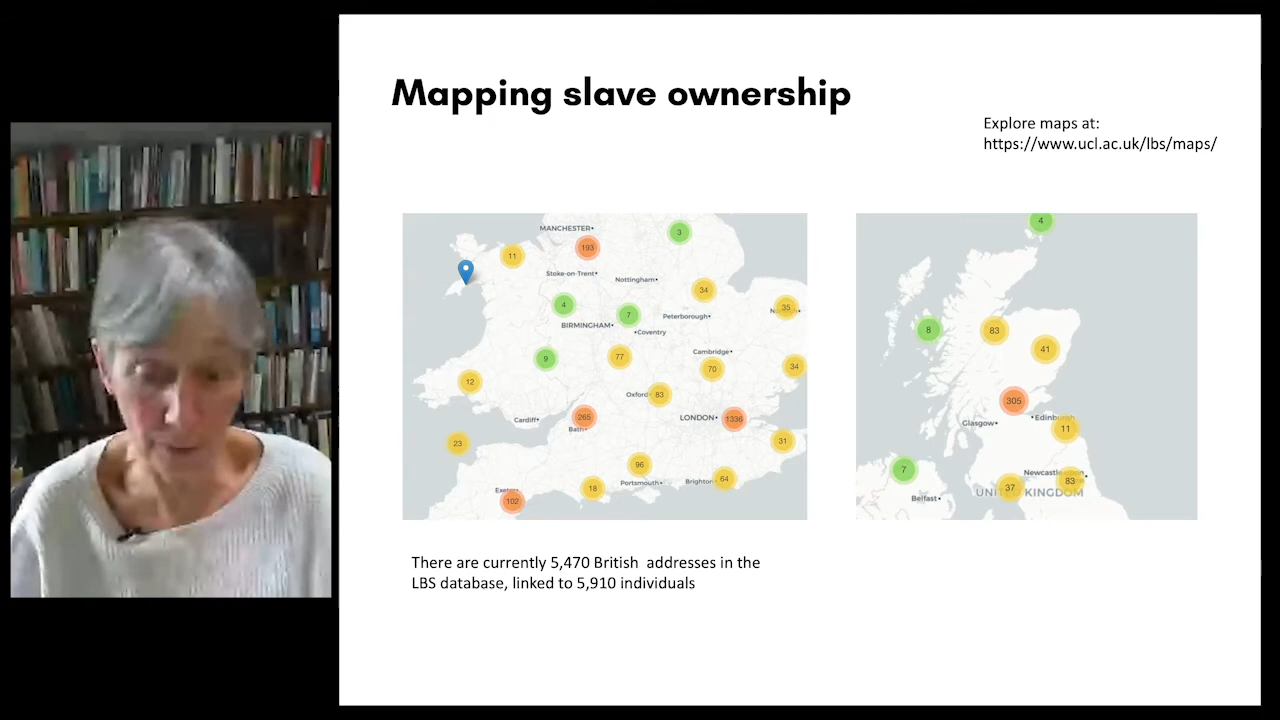 Mapping slave ownership
Explore maps at:
https://www.ucl.ac.uk/lbs/maps/
MANCHESTER
3
11
193
Stoke-on-Trent
Nottingham
34
4
7
35
BIRMINGHAM
Peterborough
Coventry
9
77
Cambridge
70
34
12
Oxford
83
Cardiff
265
Bath
LONDON
1336
23
31
96
64
Portsmouth
Brighton
Exeter
102
18
4
8
83
41
305
Edinburgh
Glasgow
11
7
Newcastle
83
Belfast
37
UNITED KINGDOM
There are currently 5,470 British addresses in the
LBS database, linked to 5,910 individuals